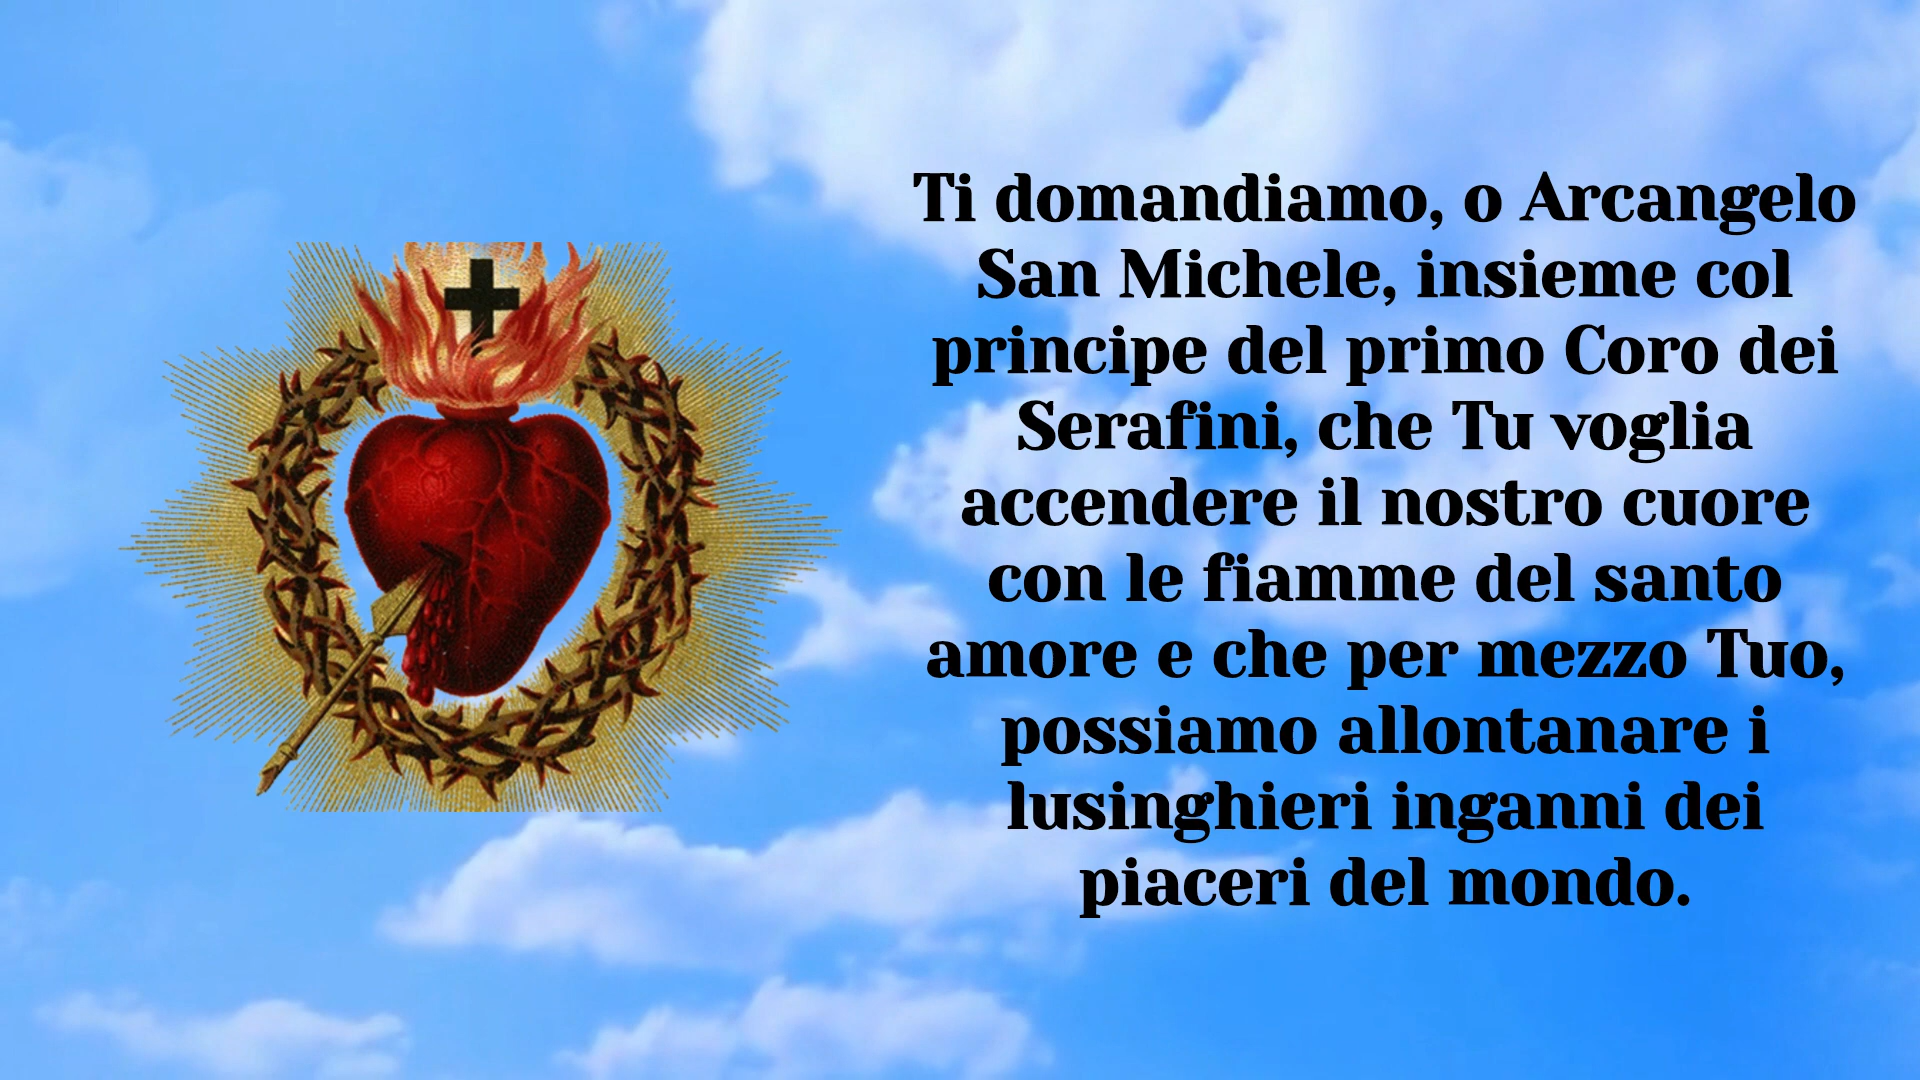 Ti domandiamo, o Arcangelo
San Michele, insieme col
principe del primo Coro dei
Serafini, che Tu voglia
accendere il nostro cuore
con le fiamme del santo
amore e che per mezzo Tuo,
possiamo allontanare i
lusinghieri inganni dei
piaceri del mondo.